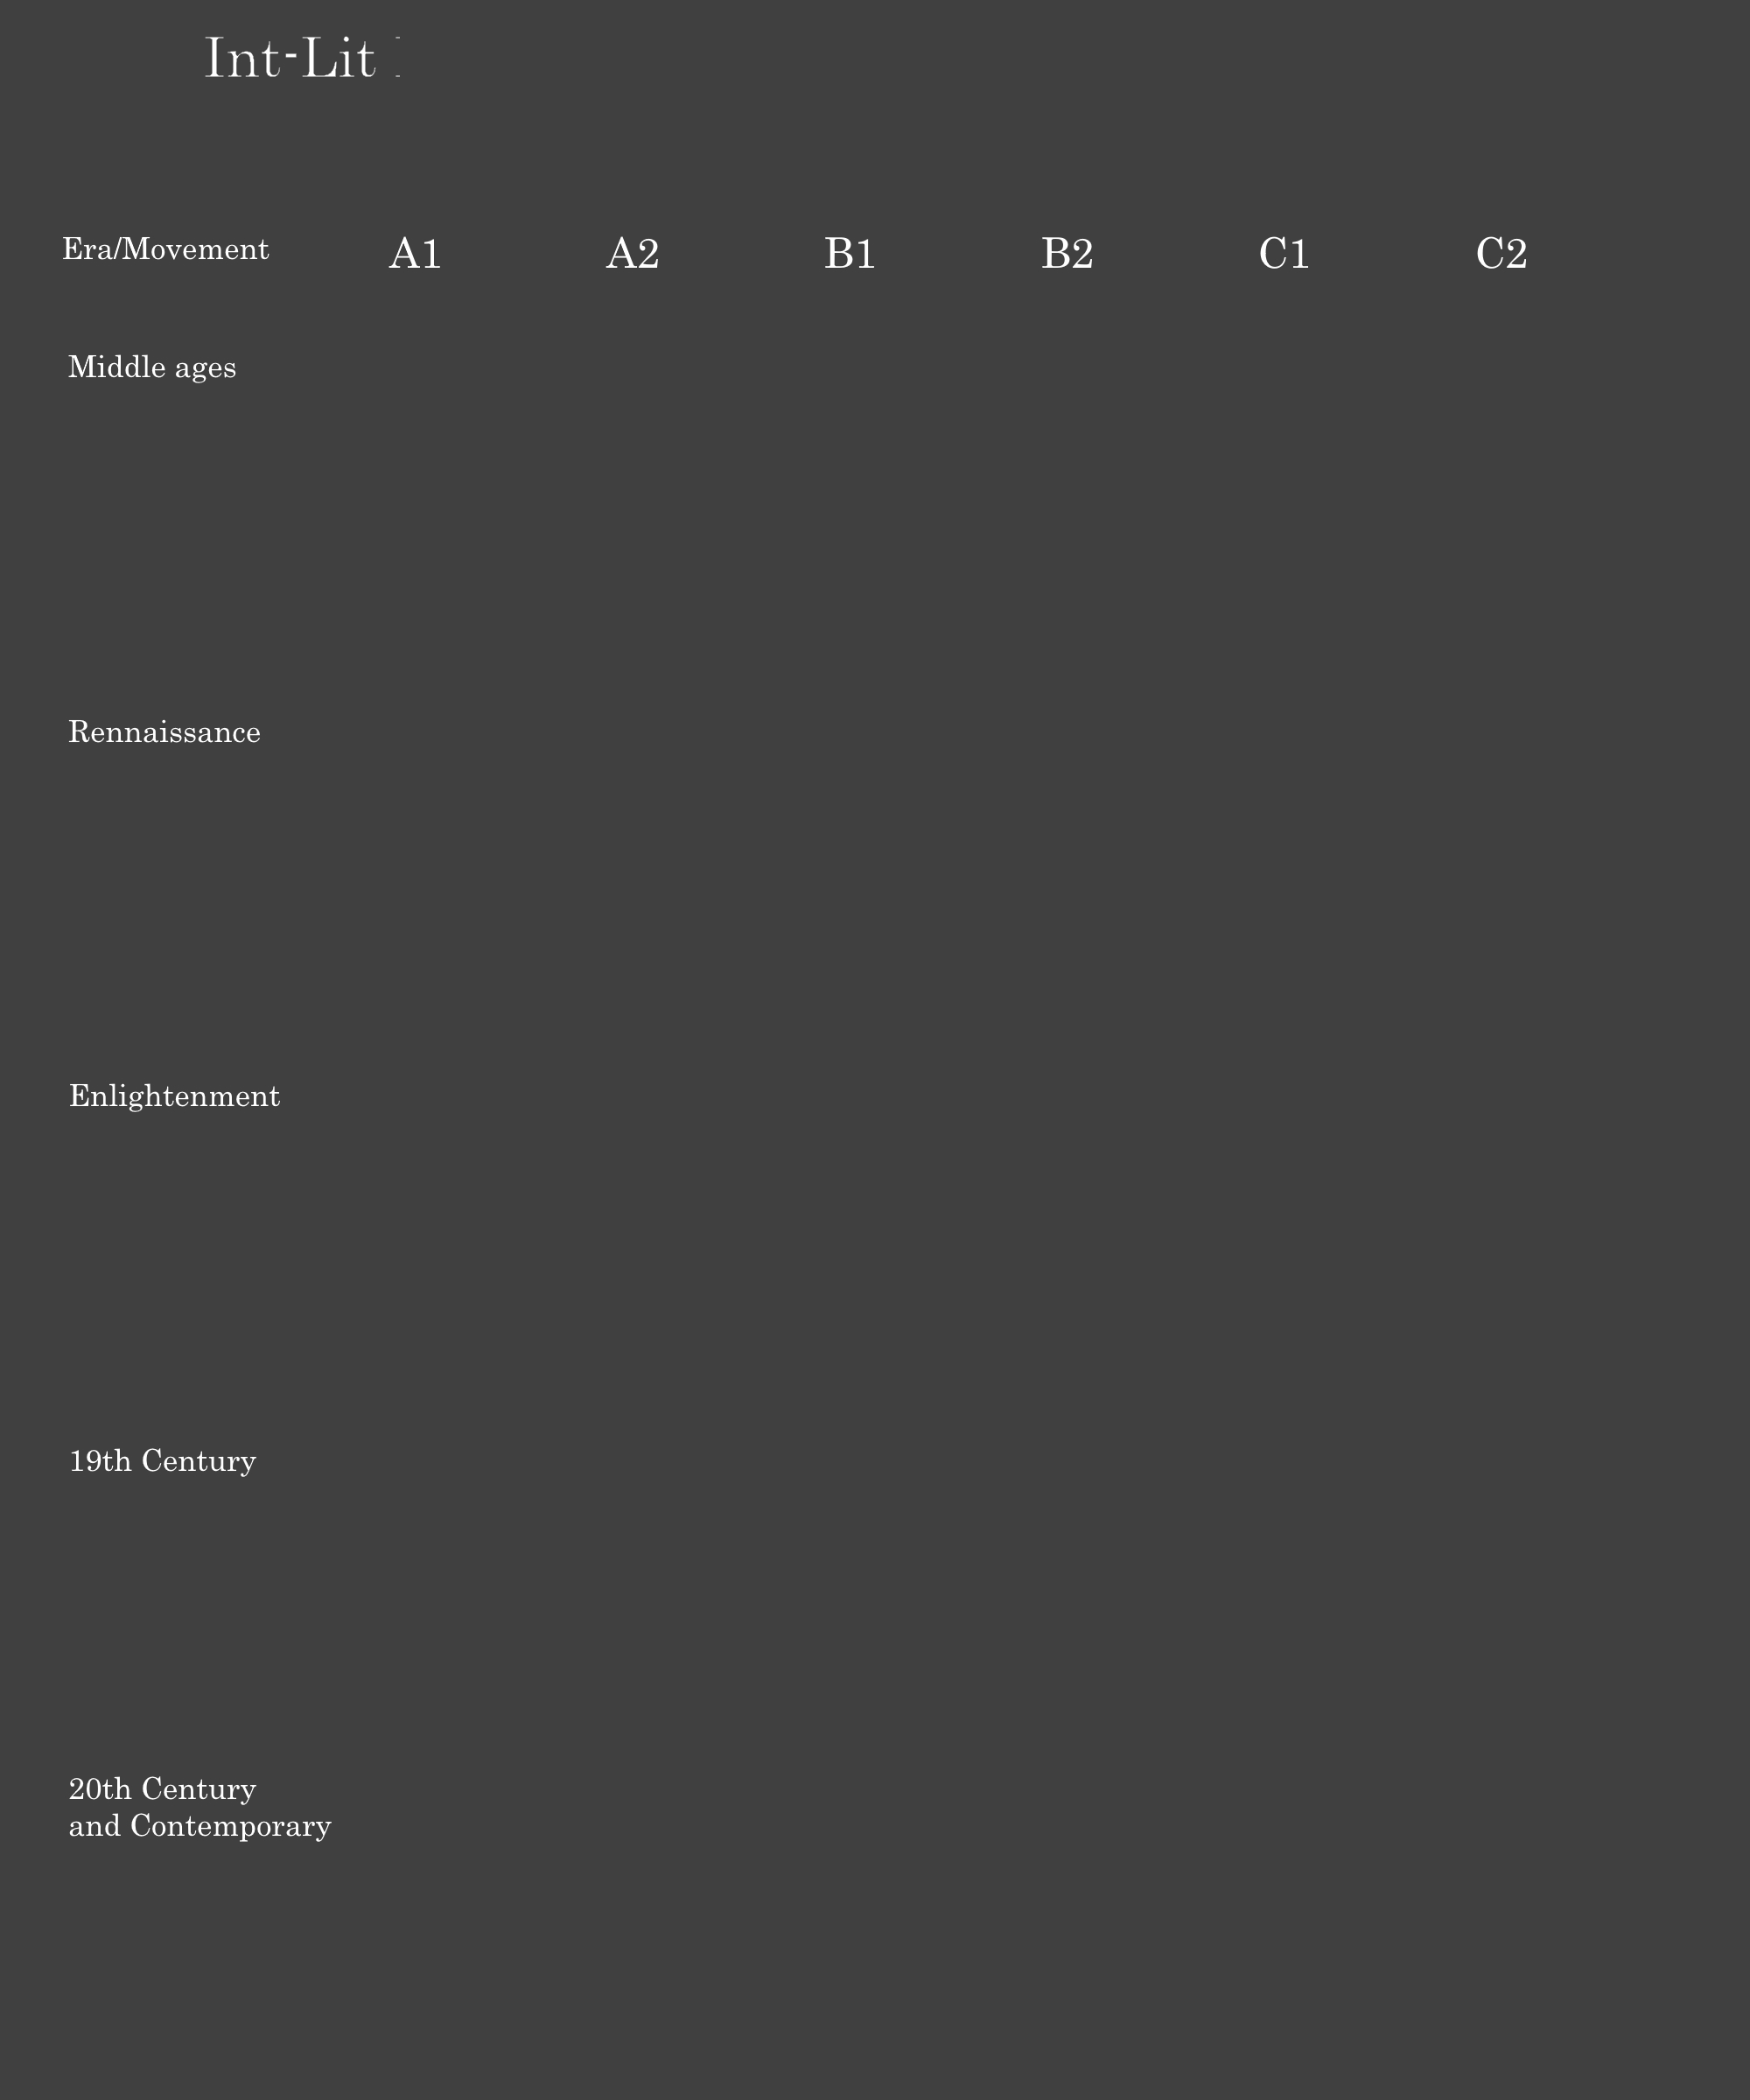 Int-Lit
Era/Movement A1 A2 B1 B2 C1 C2
Middle ages
Rennaissance
Enlightenment
19th Century
20th Century
and Contemporary